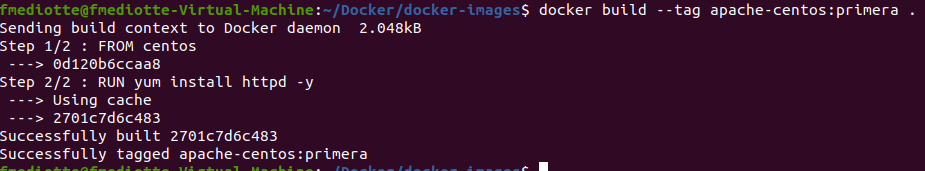 fmediotte@fmediotte-Virtual-Machine:~/Docker/docker-images$ docker build --tag apache-centos:primera .
Sending build context to Docker daemon  2.048kB
Step 1/2 : FROM centos
 ---> 0d120b6ccaa8
Step 2/2 : RUN yum install httpd -y
 ---> Using cache
 ---> 2701c7d6c483
Successfully built 2701c7d6c483
Successfully tagged apache-centos:primera
fmediotte@fmediotte-Virtual-Machine:~/Docker/docker-images$